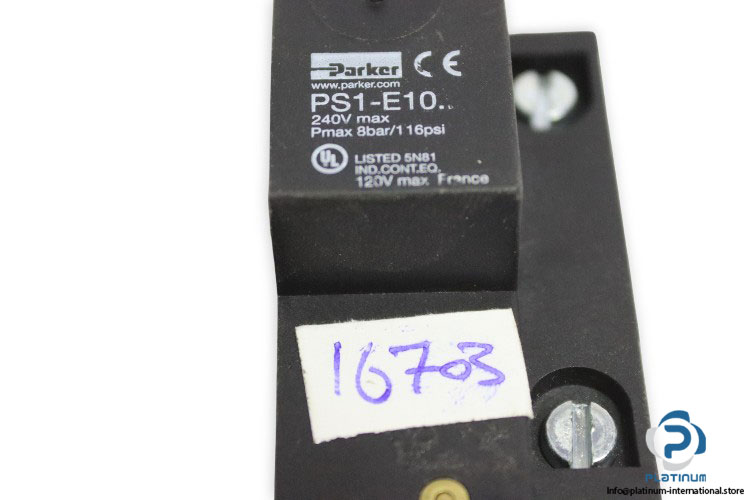 Parker CE
www.parker.com
PS1-E10..
240V max
Pmax 8bar/116psi
UL LISTED 5N81
IND.CONT.EQ.
120V max France
16703
PLATINUM
Info@platinum-international.store